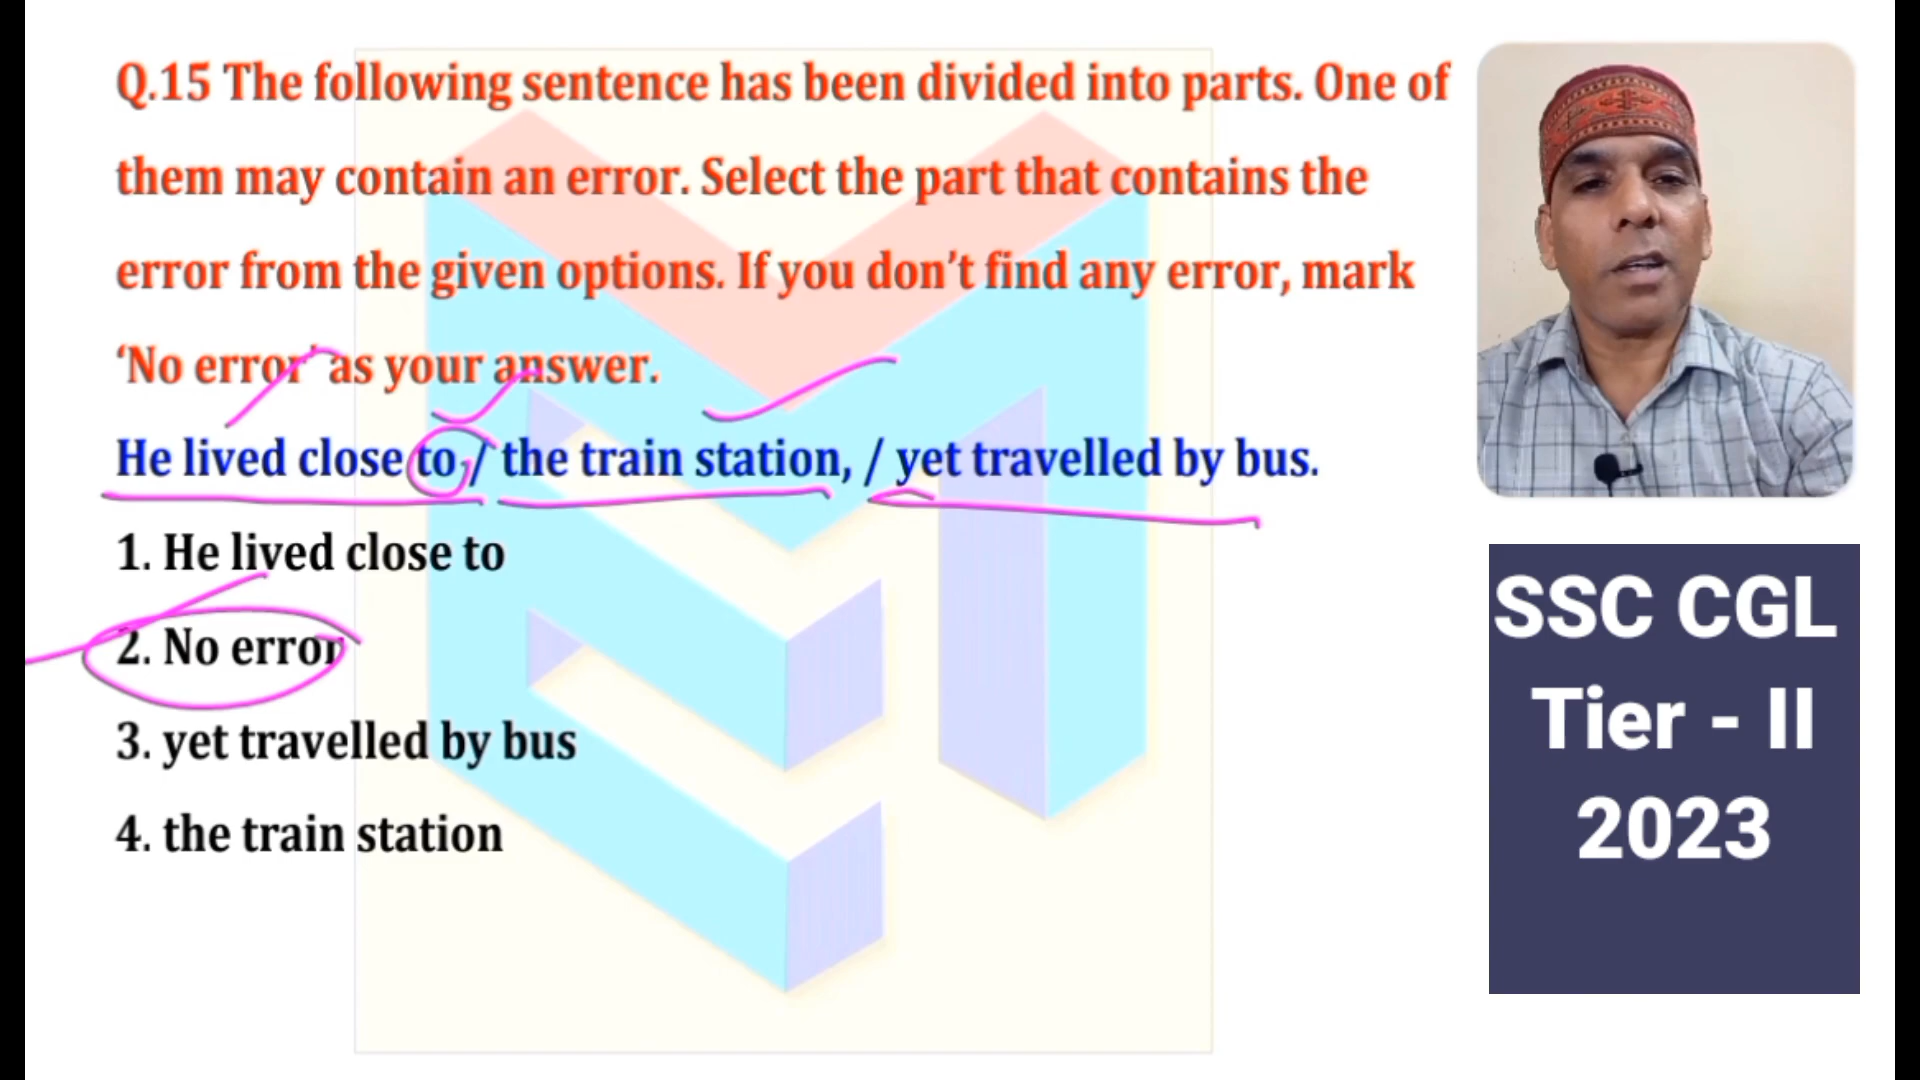 Q.15 The following sentence has been divided into parts. One of
them may contain an error. Select the part that contains the
error from the given options. If you don’t find any error, mark
‘No error’ as your answer.
He lived close to / the train station, / yet travelled by bus.
1. He lived close to
2. No error
3. yet travelled by bus
4. the train station
SSC CGL
Tier - II
2023